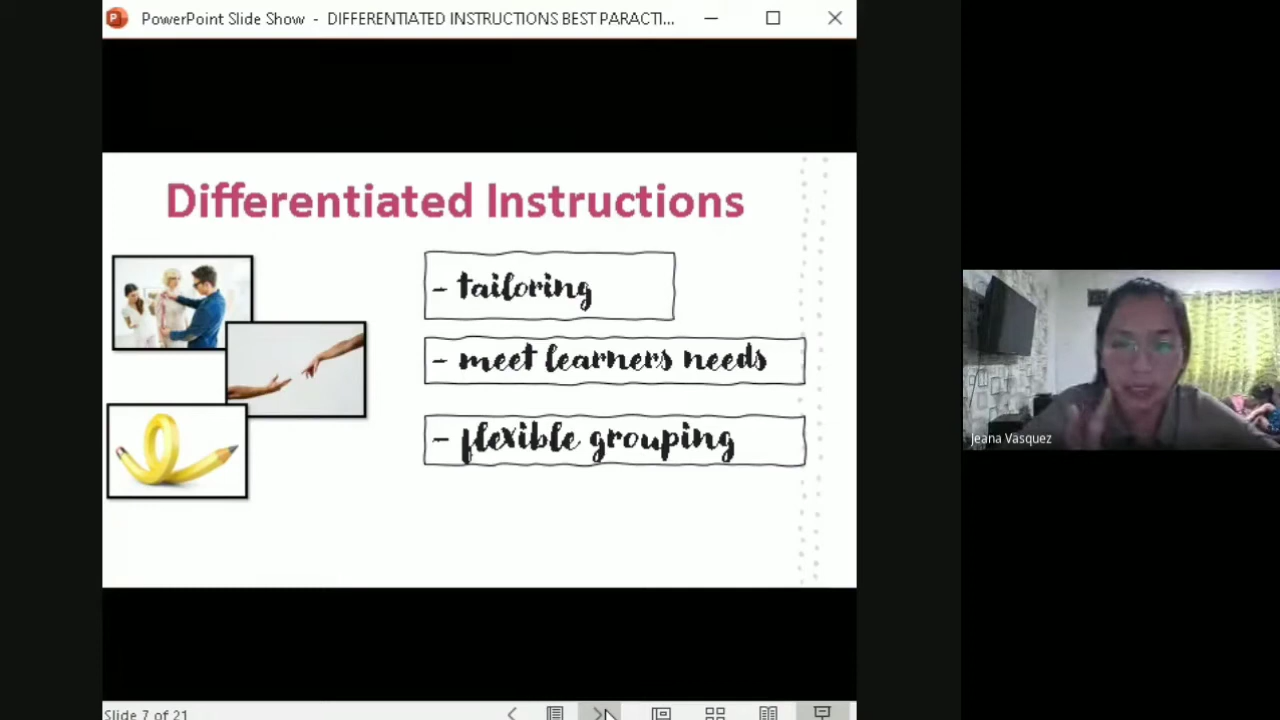 PowerPoint Slide Show - DIFFERENTIATED INSTRUCTIONS BEST PARACTI...
Differentiated Instructions
- tailoring
- meet learners needs
- flexible grouping
Jeana Vasquez
Slide 7 of 21